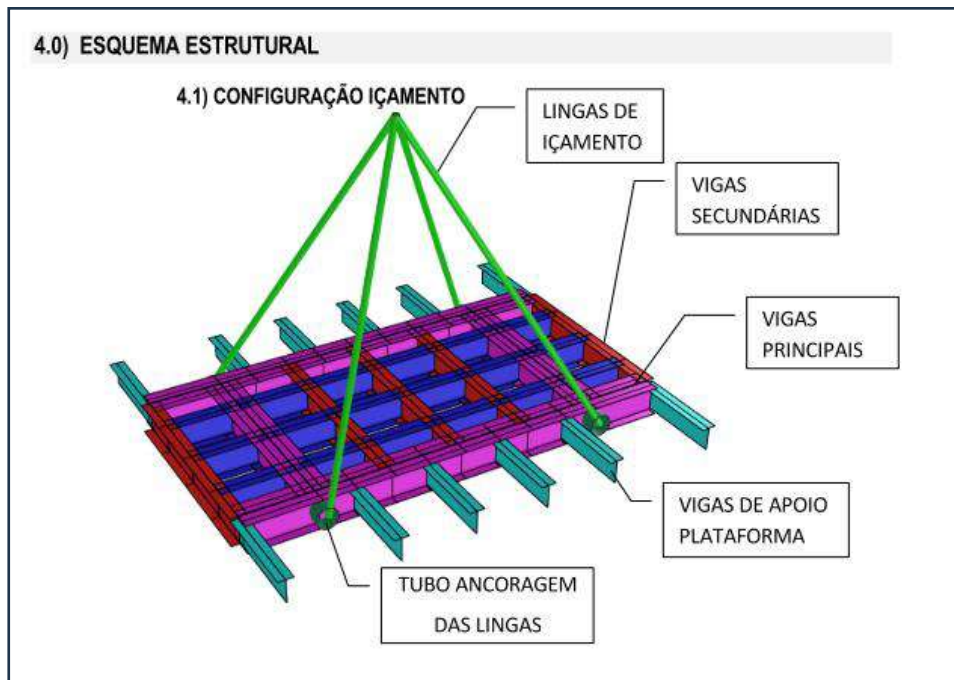 4.0) ESQUEMA ESTRUTURAL
4.1) CONFIGURAÇÃO IÇAMENTO
LINGAS DE
IÇAMENTO
VIGAS
SECUNDÁRIAS
VIGAS
PRINCIPAIS
VIGAS DE APOIO
PLATAFORMA
TUBO ANCORAGEM
DAS LINGAS